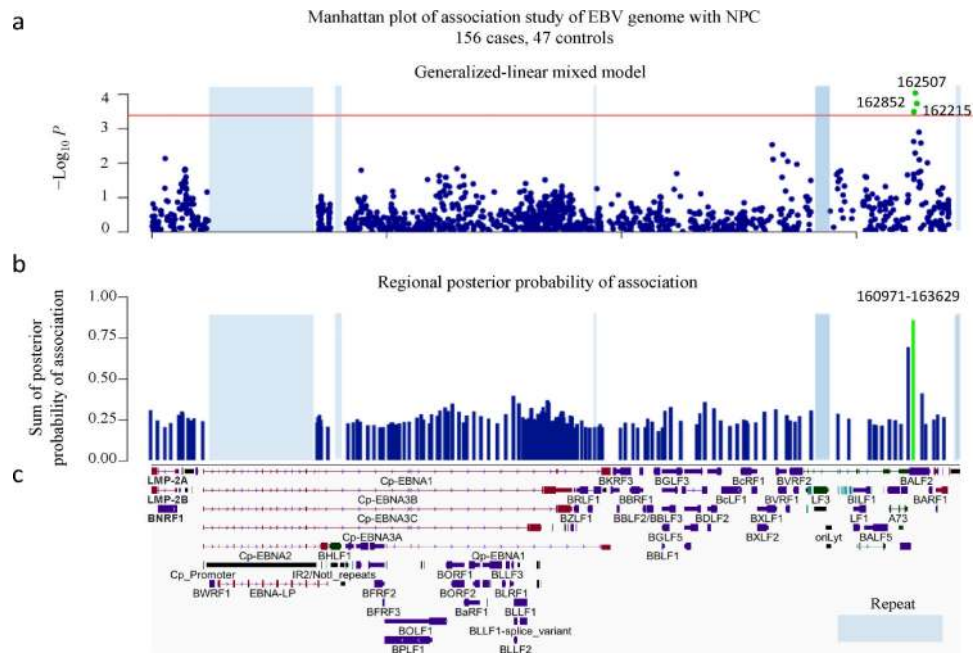 a
Manhattan plot of association study of EBV genome with NPC
156 cases, 47 controls
Generalized-linear mixed model
162507
162852
162215
4
3
2
1
0
−Log10 P
b
Regional posterior probability of association
160971-163629
1.00
0.75
0.50
0.25
0.00
Sum of posterior
probability of association
c
LMP-2A Cp-EBNA1 BKRF3 BGLF3 BcRF1 BVRF2 BALF2
LMP-2B Cp-EBNA3B BRLF1 BBRF1 BcLF1 BVRF1 LF3 BILF1 BARF1
BNRF1 Cp-EBNA3C BZLF1 BBLF2/BBLF3 BDLF2 BXLF1 LF1 A73
Cp-EBNA3A BGLF5 BXLF2 oriLyt BALF5
Cp-EBNA2 BHLF1 Qp-EBNA1 BBLF1
Cp_Promoter IR2/NotI_repeats BORF1 BLLF3
BWRF1 EBNA-LP BFRF2 BORF2 BLRF1
BFRF3 BaRF1 BLLF1
BOLF1 BLLF1-splice_variant
BPLF1 BLLF2
Repeat